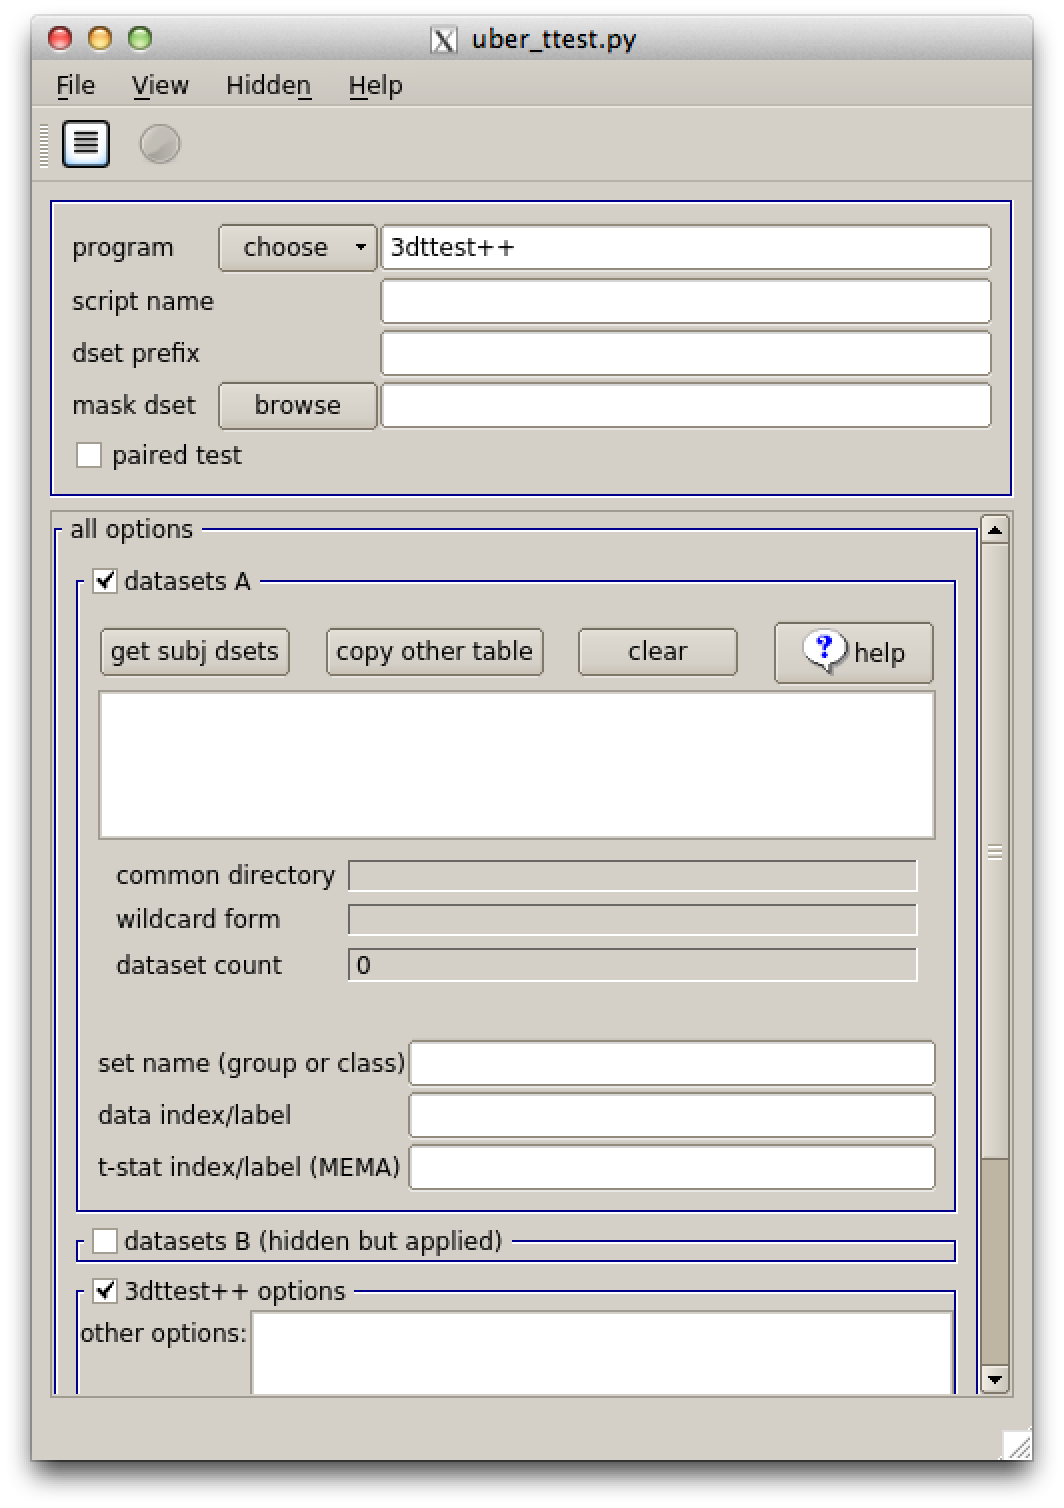 uber_ttest.py
File View Hidden Help
program choose 3dttest++
script name
dset prefix
mask dset browse
paired test
all options
datasets A
get subj dsets copy other table clear ? help
common directory
wildcard form
dataset count 0
set name (group or class)
data index/label
t-stat index/label (MEMA)
datasets B (hidden but applied)
3dttest++ options
other options: